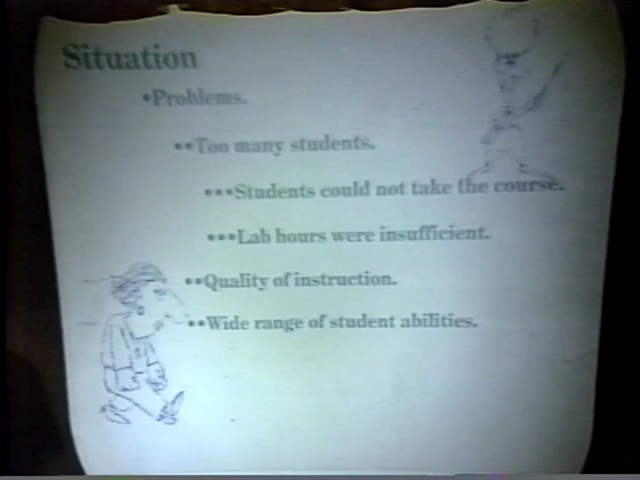 Situation
•Problems.
••Too many students.
•••Students could not take the course.
•••Lab hours were insufficient.
••Quality of instruction.
••Wide range of student abilities.